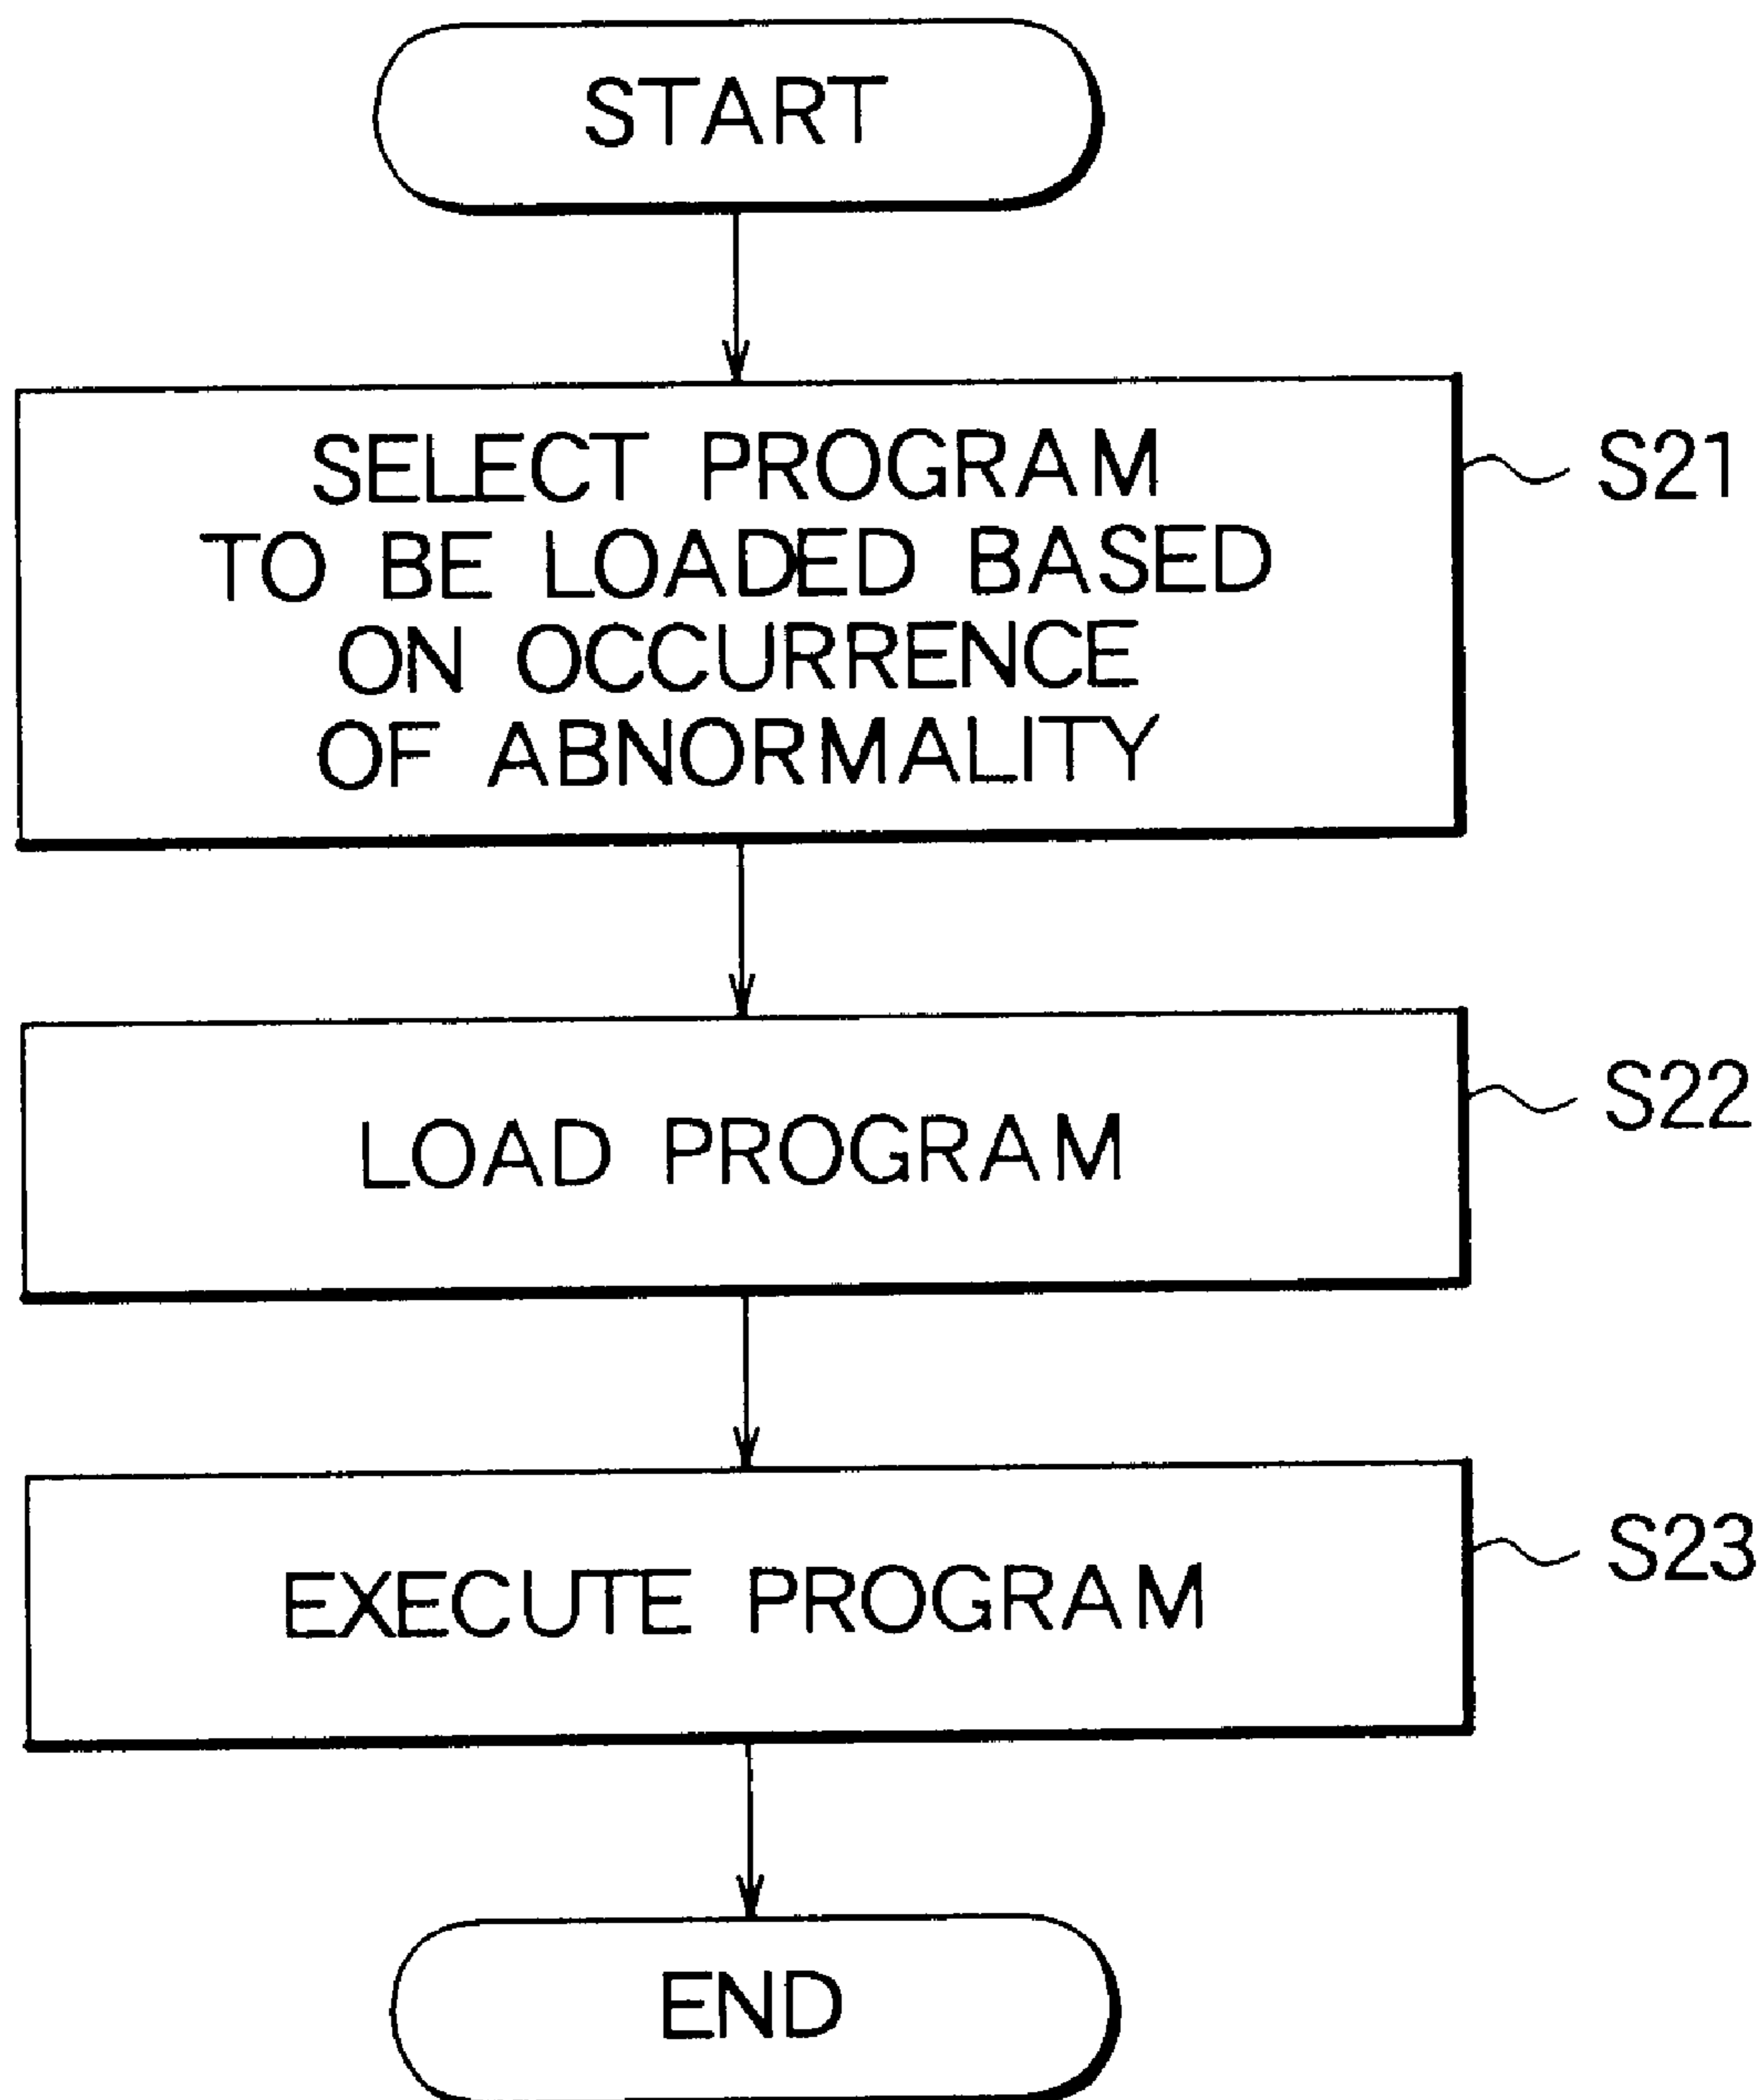 START
SELECT PROGRAM
TO BE LOADED BASED
ON OCCURRENCE
OF ABNORMALITY
S21
LOAD PROGRAM
S22
EXECUTE PROGRAM
S23
END